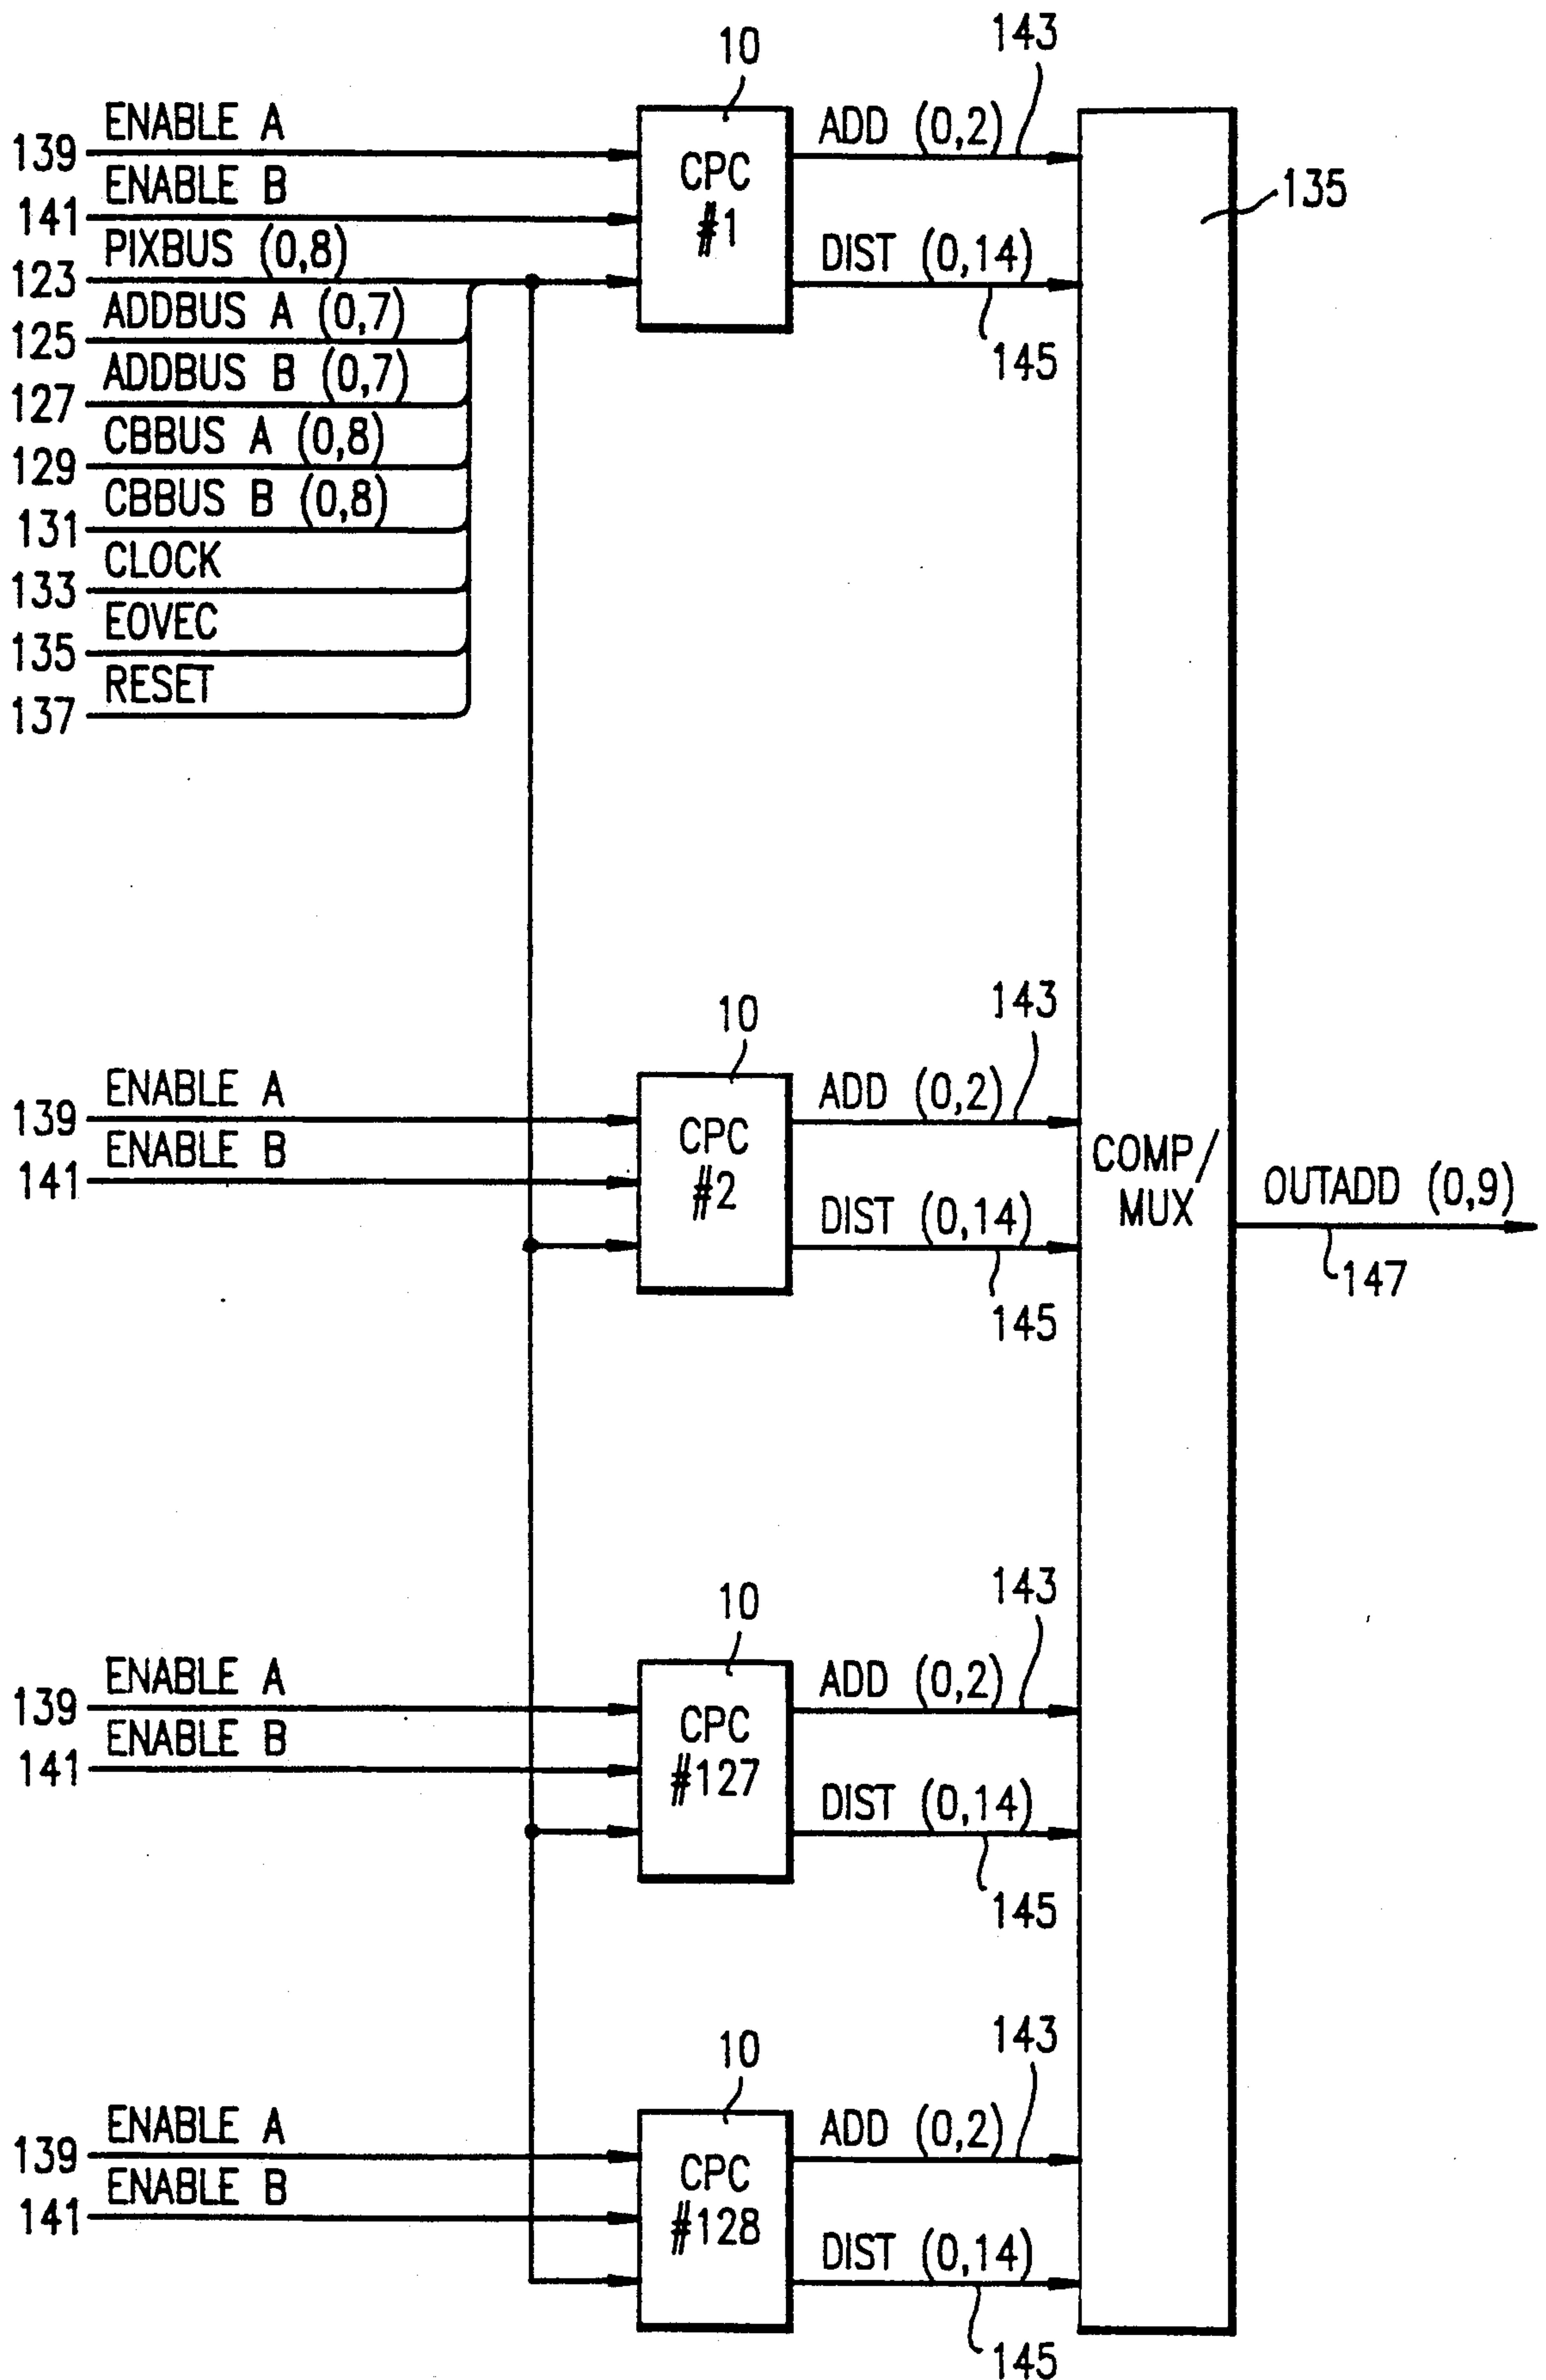 10
143
ENABLE A
139
ENABLE B
141
PIXBUS (0,8)
123
ADDBUS A (0,7)
125
ADDBUS B (0,7)
127
CBBUS A (0,8)
129
CBBUS B (0,8)
131
CLOCK
133
EOVEC
135
RESET
137
CPC
#1
ADD (0,2)
DIST (0,14)
145
135
10
143
ENABLE A
139
ENABLE B
141
CPC
#2
ADD (0,2)
DIST (0,14)
145
COMP/
MUX
OUTADD (0,9)
147
10
143
ENABLE A
139
ENABLE B
141
CPC
#127
ADD (0,2)
DIST (0,14)
145
10
143
ENABLE A
139
ENABLE B
141
CPC
#128
ADD (0,2)
DIST (0,14)
145